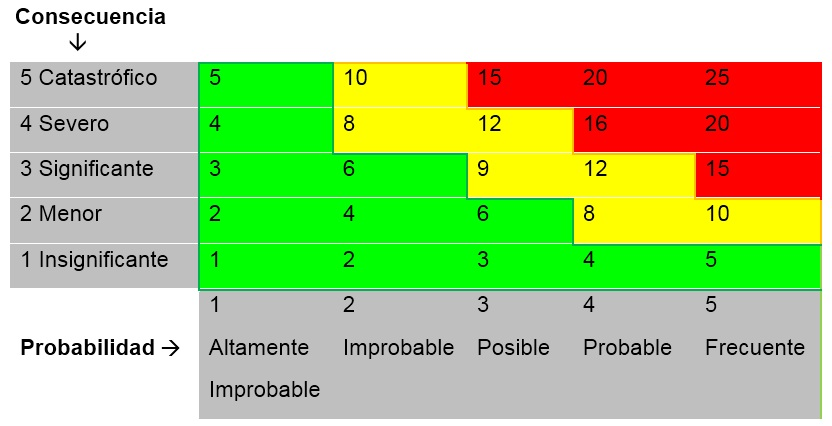 Consecuencia
↓
5 Catastrófico 5 10 15 20 25
4 Severo 4 8 12 16 20
3 Significante 3 6 9 12 15
2 Menor 2 4 6 8 10
1 Insignificante 1 2 3 4 5
1 2 3 4 5
Probabilidad → Altamente Improbable Posible Probable Frecuente
Improbable